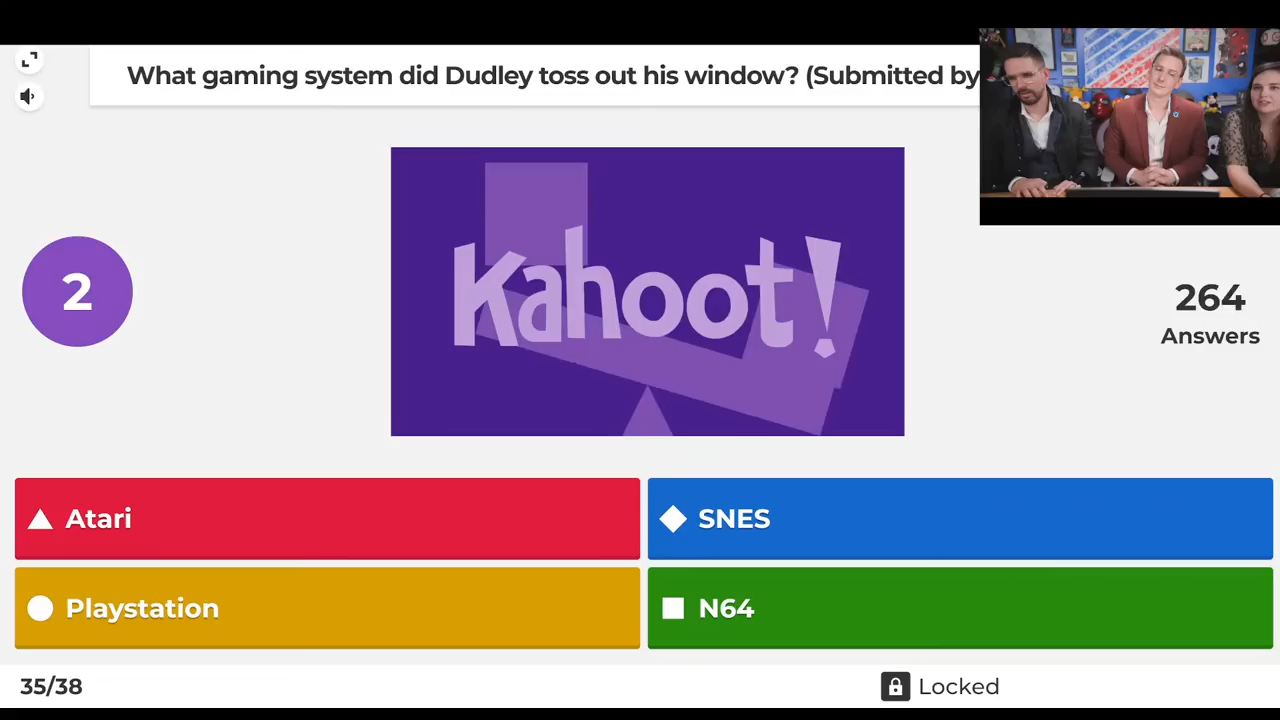 What gaming system did Dudley toss out his window? (Submitted by
2
Kahoot!
264
Answers
Atari
SNES
Playstation
N64
35/38
Locked